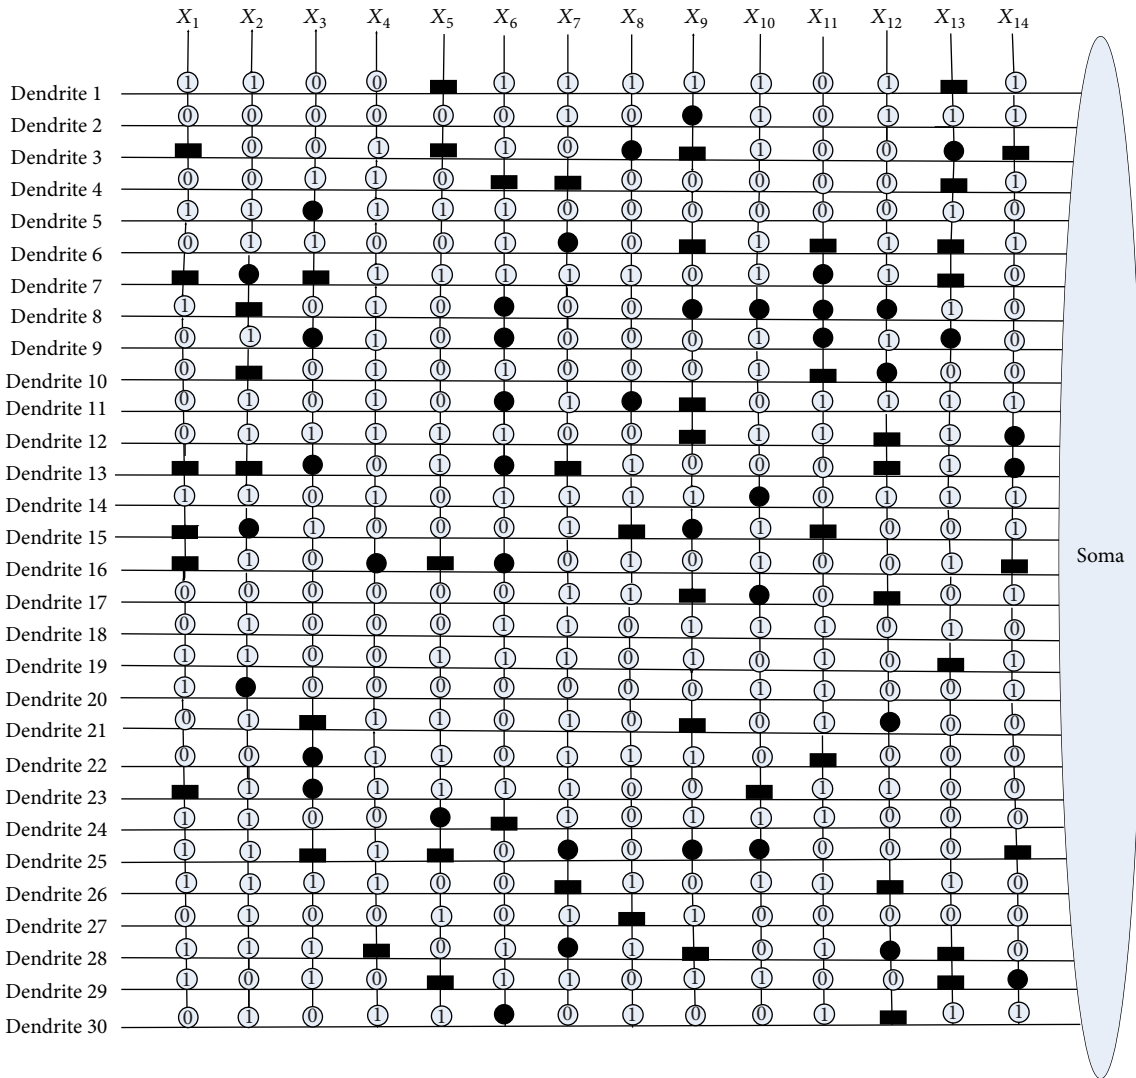 X1 X2 X3 X4 X5 X6 X7 X8 X9 X10 X11 X12 X13 X14
Dendrite 1 1 1 0 0 1 1 1 1 1 0 1 1
Dendrite 2 0 0 0 0 0 0 1 0 1 0 1 1 1
Dendrite 3 0 0 1 1 0 1 0 0
Dendrite 4 0 0 1 1 0 0 0 0 0 0 1
Dendrite 5 1 1 1 1 1 0 0 0 0 0 0 1 0
Dendrite 6 0 1 1 0 0 1 0 1 1 1
Dendrite 7 1 1 1 1 1 0 1 1 0
Dendrite 8 1 0 1 0 0 0 1 0
Dendrite 9 0 1 1 0 0 0 0 1 1 0
Dendrite 10 0 0 1 0 1 0 0 0 1 0 0
Dendrite 11 0 1 0 1 0 1 0 1 1 1 1
Dendrite 12 0 1 1 1 1 1 0 0 1 1 1
Dendrite 13 0 1 1 0 0 0 1
Dendrite 14 1 1 0 1 0 1 1 1 1 0 1 1 1
Dendrite 15 1 0 0 0 1 1 0 0 1
Soma
Dendrite 16 1 0 0 1 0 1 0 0 1
Dendrite 17 0 0 0 0 0 0 1 1 0 0 1
Dendrite 18 0 1 0 0 0 1 1 0 1 1 1 0 1 0
Dendrite 19 1 1 0 0 1 1 1 0 1 0 1 0 1
Dendrite 20 1 0 0 0 0 0 0 0 1 1 0 0 1
Dendrite 21 0 1 1 1 0 1 0 0 1 0 0
Dendrite 22 0 0 1 1 0 1 1 1 0 0 0 0
Dendrite 23 1 1 1 1 1 0 0 1 1 0 0
Dendrite 24 1 1 0 0 1 0 1 1 1 0 0 0
Dendrite 25 1 1 1 0 0 0 0 0
Dendrite 26 1 1 1 1 0 0 1 0 1 1 1 0
Dendrite 27 0 1 0 0 1 0 1 1 0 0 0 0 0
Dendrite 28 1 1 1 0 1 1 0 1 0
Dendrite 29 1 0 1 0 1 1 0 1 1 0 0
Dendrite 30 0 1 0 1 1 0 1 0 0 1 1 1